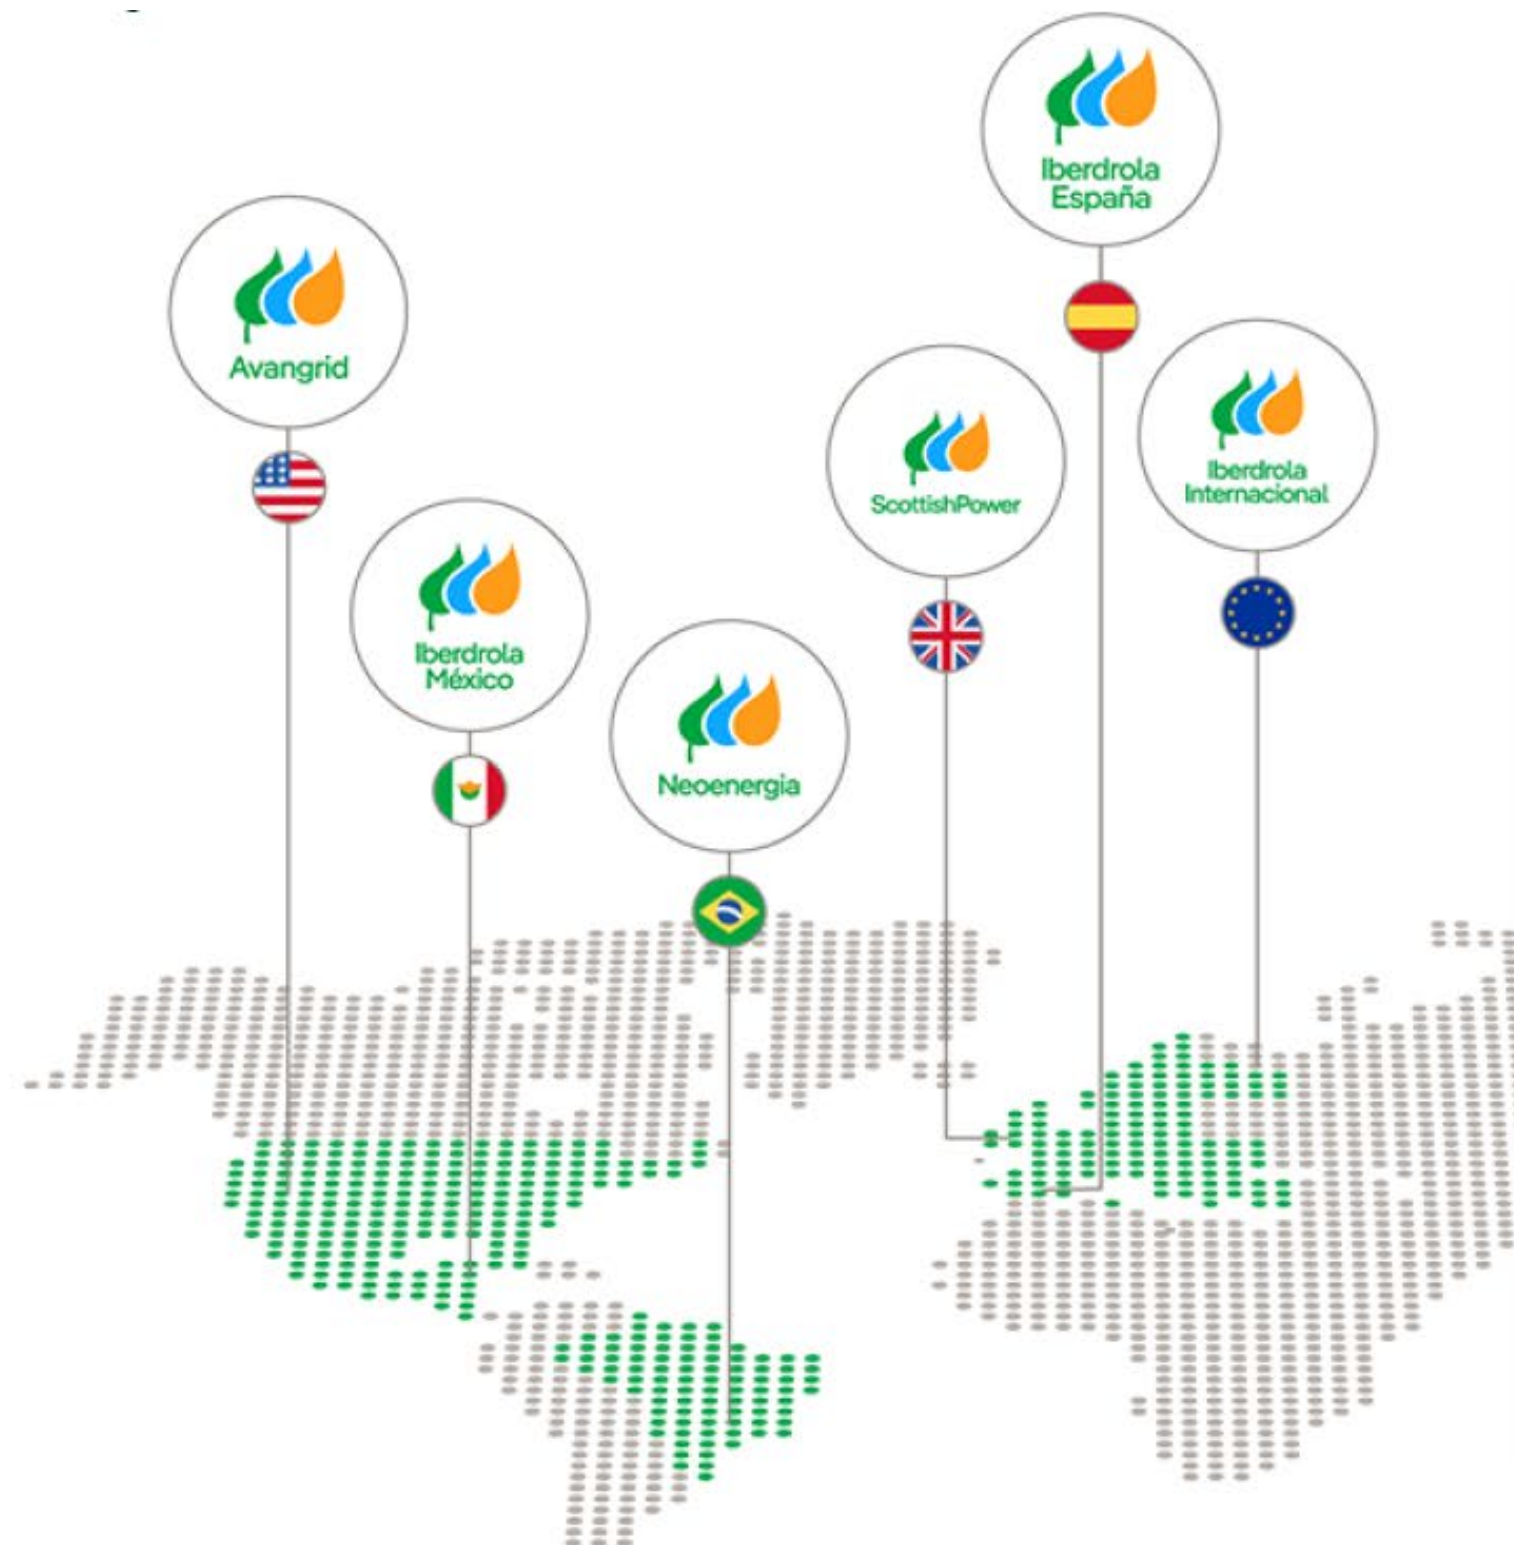 Iberdrola
España
Avangrid
ScottishPower
Iberdrola
Internacional
Iberdrola
México
Neoenergia